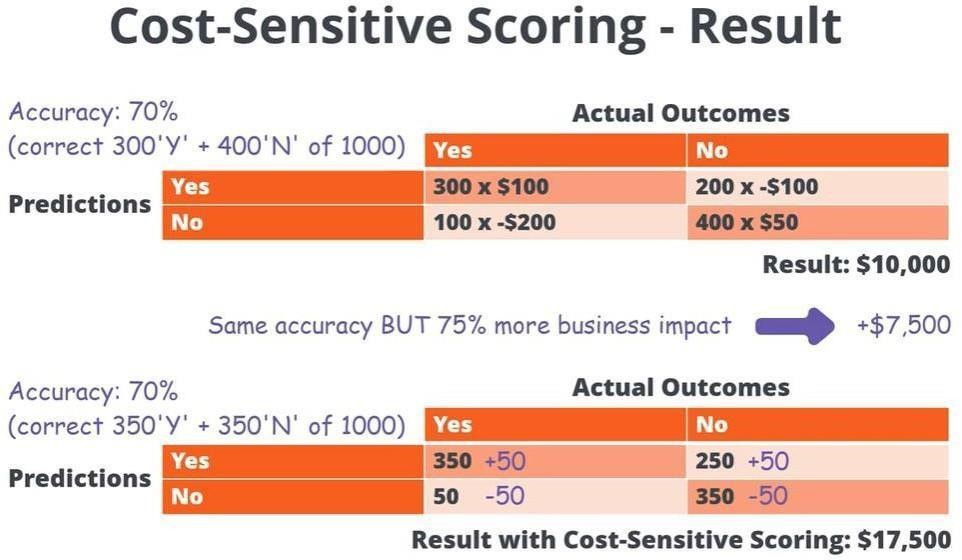 Cost-Sensitive Scoring - Result
Accuracy: 70%
(correct 300'Y' + 400'N' of 1000)
Actual Outcomes
Yes No
Predictions
Yes 300 x $100 200 x -$100
No 100 x -$200 400 x $50
Result: $10,000
Same accuracy BUT 75% more business impact +$7,500
Accuracy: 70%
(correct 350'Y' + 350'N' of 1000)
Actual Outcomes
Yes No
Predictions
Yes 350 +50 250 +50
No 50 -50 350 -50
Result with Cost-Sensitive Scoring: $17,500